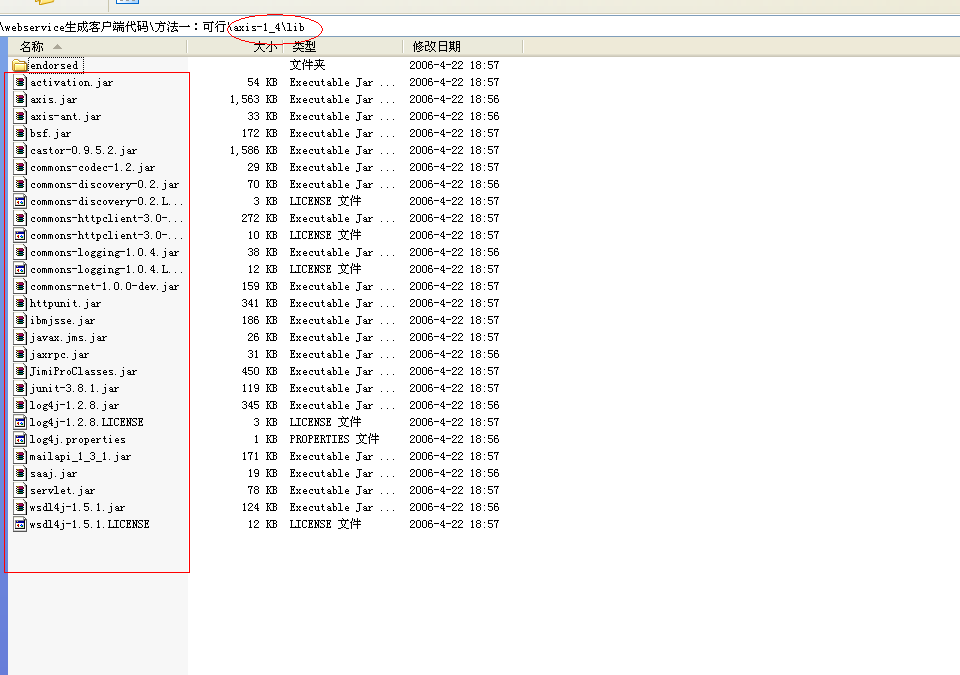 \webservice生成客户端代码\方法一：可行\axis-1_4\lib
名称 大小 类型 修改日期
endorsed 文件夹 2006-4-22 18:57
activation.jar 54 KB Executable Jar ... 2006-4-22 18:57
axis.jar 1,563 KB Executable Jar ... 2006-4-22 18:56
axis-ant.jar 33 KB Executable Jar ... 2006-4-22 18:56
bsf.jar 172 KB Executable Jar ... 2006-4-22 18:57
castor-0.9.5.2.jar 1,586 KB Executable Jar ... 2006-4-22 18:57
commons-codec-1.2.jar 29 KB Executable Jar ... 2006-4-22 18:57
commons-discovery-0.2.jar 70 KB Executable Jar ... 2006-4-22 18:56
commons-discovery-0.2.L... 3 KB LICENSE 文件 2006-4-22 18:57
commons-httpclient-3.0-... 272 KB Executable Jar ... 2006-4-22 18:57
commons-httpclient-3.0-... 10 KB LICENSE 文件 2006-4-22 18:57
commons-logging-1.0.4.jar 38 KB Executable Jar ... 2006-4-22 18:56
commons-logging-1.0.4.L... 12 KB LICENSE 文件 2006-4-22 18:57
commons-net-1.0.0-dev.jar 159 KB Executable Jar ... 2006-4-22 18:57
httpunit.jar 341 KB Executable Jar ... 2006-4-22 18:57
ibmjsse.jar 186 KB Executable Jar ... 2006-4-22 18:57
javax.jms.jar 26 KB Executable Jar ... 2006-4-22 18:57
jaxrpc.jar 31 KB Executable Jar ... 2006-4-22 18:56
JimiProClasses.jar 450 KB Executable Jar ... 2006-4-22 18:57
junit-3.8.1.jar 119 KB Executable Jar ... 2006-4-22 18:57
log4j-1.2.8.jar 345 KB Executable Jar ... 2006-4-22 18:56
log4j-1.2.8.LICENSE 3 KB LICENSE 文件 2006-4-22 18:57
log4j.properties 1 KB PROPERTIES 文件 2006-4-22 18:56
mailapi_1_3_1.jar 171 KB Executable Jar ... 2006-4-22 18:57
saaj.jar 19 KB Executable Jar ... 2006-4-22 18:56
servlet.jar 78 KB Executable Jar ... 2006-4-22 18:57
wsdl4j-1.5.1.jar 124 KB Executable Jar ... 2006-4-22 18:56
wsdl4j-1.5.1.LICENSE 12 KB LICENSE 文件 2006-4-22 18:57